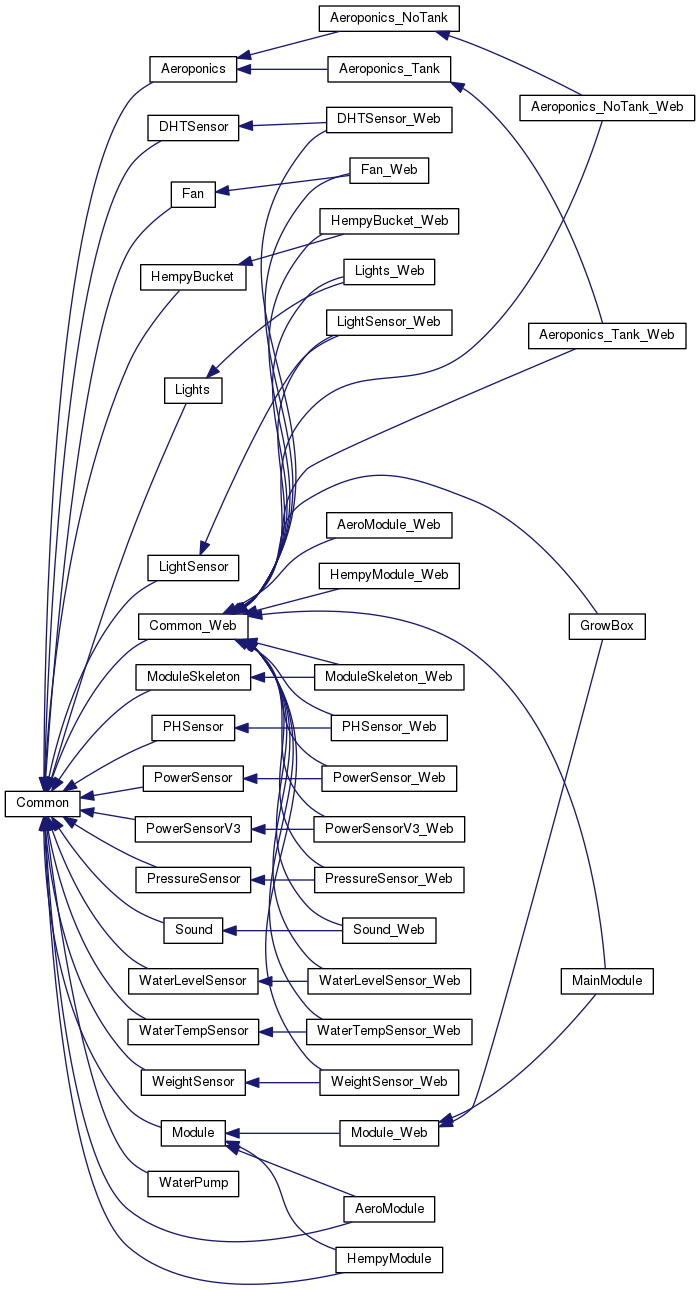 Aeroponics_NoTank
Aeroponics
Aeroponics_Tank
Aeroponics_NoTank_Web
DHTSensor
DHTSensor_Web
Fan_Web
Fan
HempyBucket_Web
HempyBucket
Lights_Web
LightSensor_Web
Aeroponics_Tank_Web
Lights
AeroModule_Web
LightSensor
HempyModule_Web
Common_Web
GrowBox
ModuleSkeleton
ModuleSkeleton_Web
PHSensor
PHSensor_Web
PowerSensor
PowerSensor_Web
Common
PowerSensorV3
PowerSensorV3_Web
PressureSensor
PressureSensor_Web
Sound
Sound_Web
WaterLevelSensor
WaterLevelSensor_Web
MainModule
WaterTempSensor
WaterTempSensor_Web
WeightSensor
WeightSensor_Web
Module
Module_Web
WaterPump
AeroModule
HempyModule